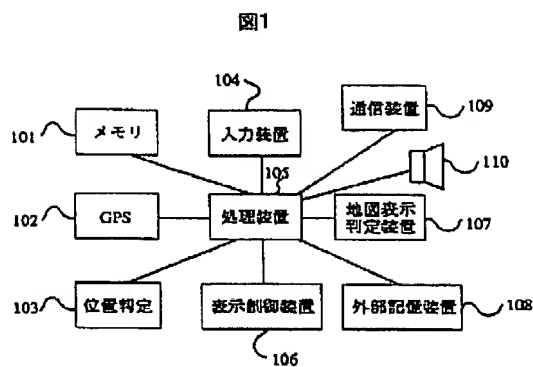 図1
104
通信装置
109
101
メモリ
入力装置
105
110
102
GPS
処理装置
地図表示
判定装置
107
103
位置判定
表示制御装置
外部記憶装置
108
106